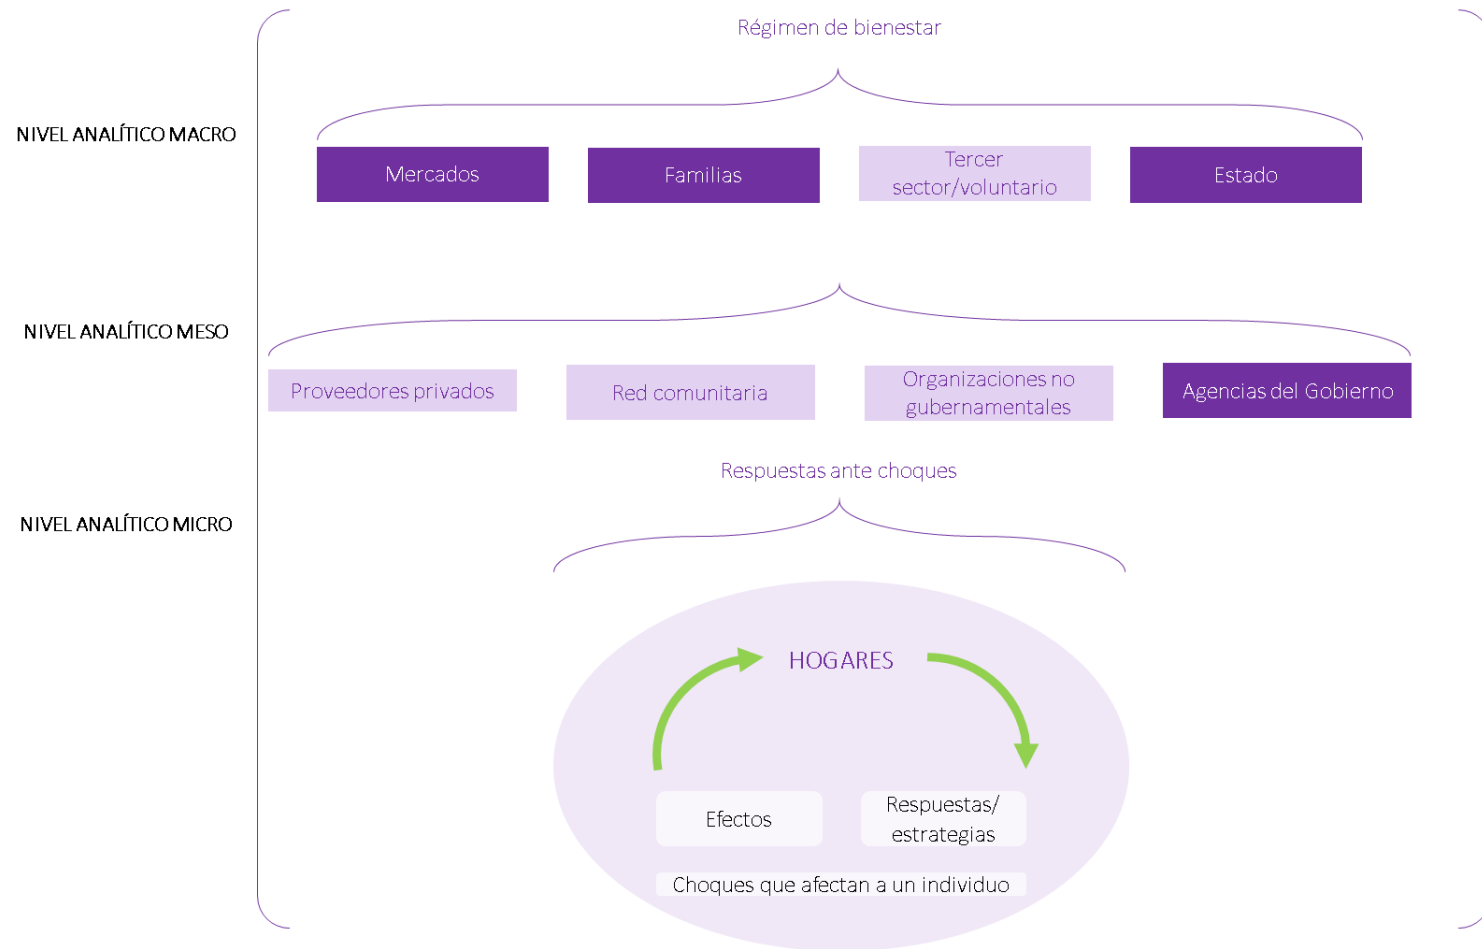 Régimen de bienestar
NIVEL ANALÍTICO MACRO
Mercados
Familias
Tercer
sector/voluntario
Estado
NIVEL ANALÍTICO MESO
Proveedores privados
Red comunitaria
Organizaciones no
gubernamentales
Agencias del Gobierno
Respuestas ante choques
NIVEL ANALÍTICO MICRO
HOGARES
Efectos
Respuestas/
estrategias
Choques que afectan a un individuo